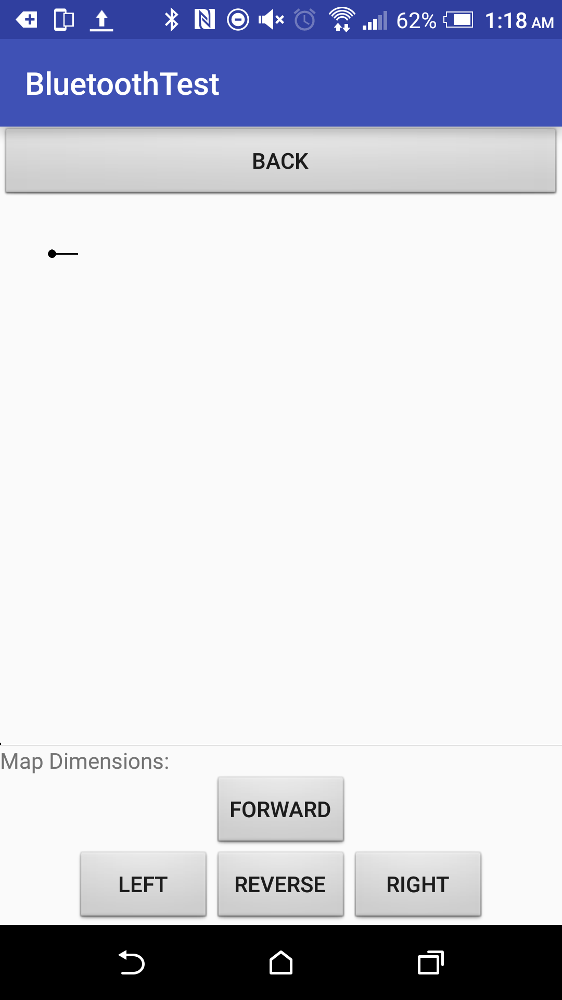 62% 1:18 AM
BluetoothTest
BACK
Map Dimensions:
FORWARD
LEFT REVERSE RIGHT